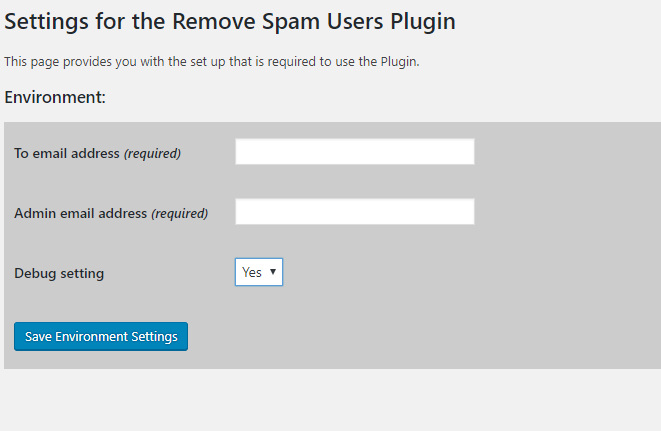 Settings for the Remove Spam Users Plugin
This page provides you with the set up that is required to use the Plugin.
Environment:
To email address (required)
Admin email address (required)
Debug setting
Yes
Save Environment Settings